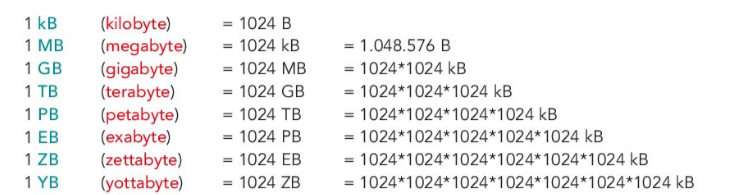 1 kB (kilobyte) = 1024 B
1 MB (megabyte) = 1024 kB = 1.048.576 B
1 GB (gigabyte) = 1024 MB = 1024*1024 kB
1 TB (terabyte) = 1024 GB = 1024*1024*1024 kB
1 PB (petabyte) = 1024 TB = 1024*1024*1024*1024 kB
1 EB (exabyte) = 1024 PB = 1024*1024*1024*1024*1024 kB
1 ZB (zettabyte) = 1024 EB = 1024*1024*1024*1024*1024*1024 kB
1 YB (yottabyte) = 1024 ZB = 1024*1024*1024*1024*1024*1024*1024 kB